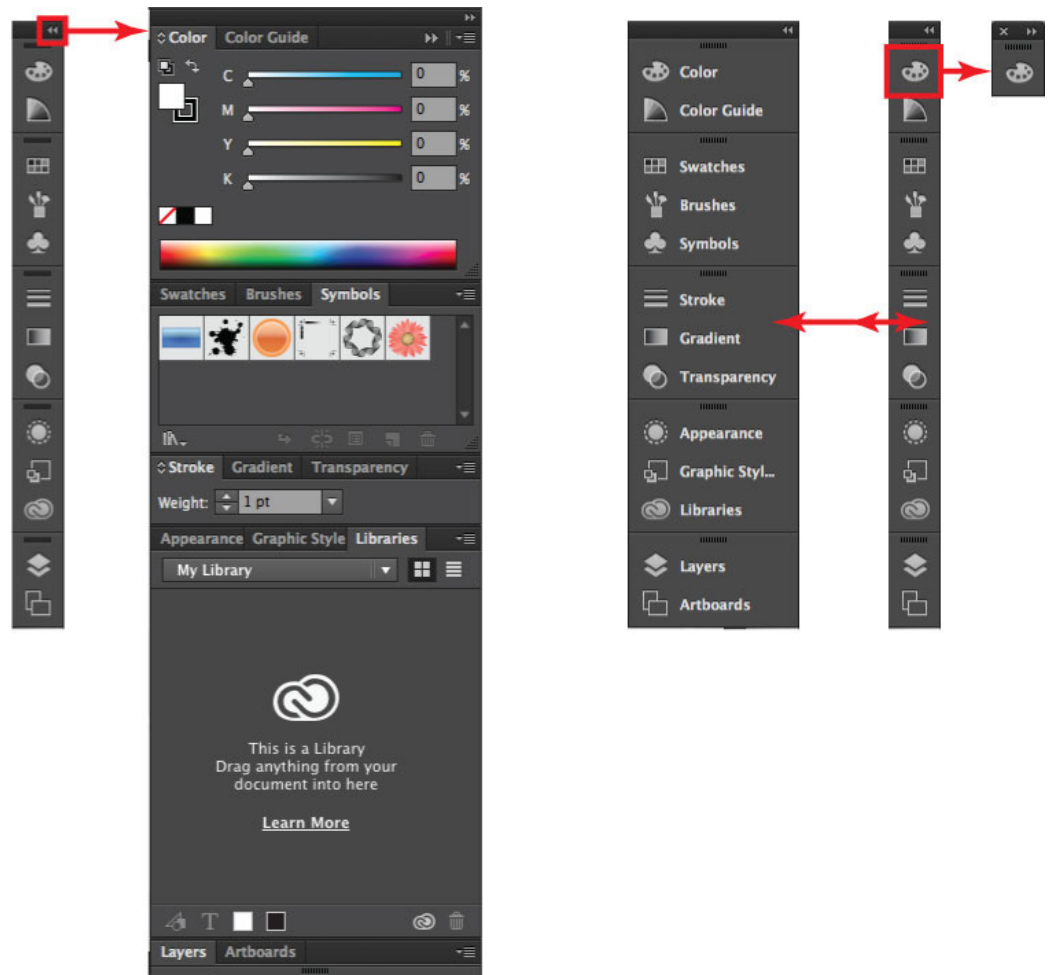 Color Color Guide
C 0 %
M 0 %
Y 0 %
K 0 %
Swatches Brushes Symbols
Stroke Gradient Transparency
Weight: 1 pt
Appearance Graphic Style Libraries
My Library
This is a Library
Drag anything from your
document into here
Learn More
T
Layers Artboards
Color
Color Guide
Swatches
Brushes
Symbols
Stroke
Gradient
Transparency
Appearance
Graphic Styl...
Libraries
Layers
Artboards